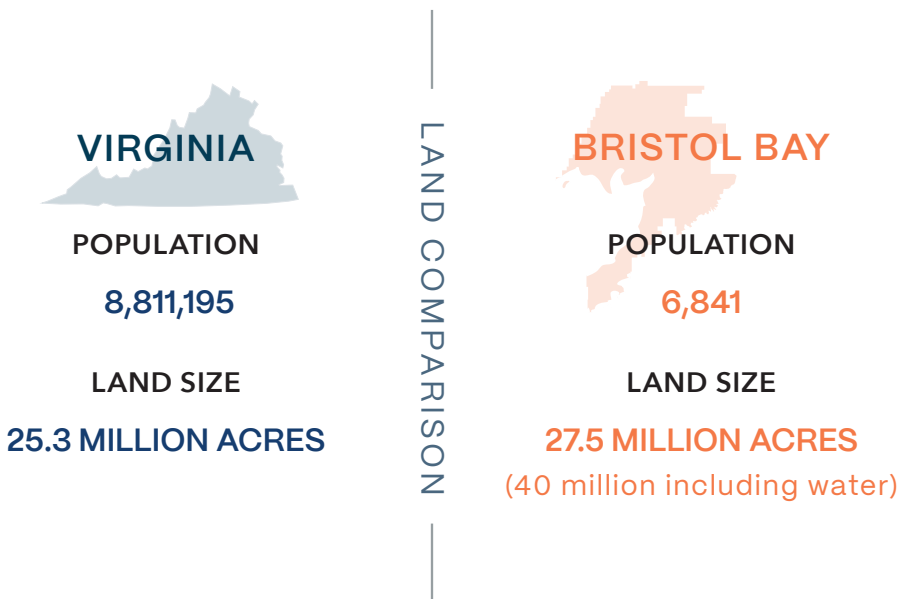 VIRGINIA
POPULATION
8,811,195
LAND SIZE
25.3 MILLION ACRES
LAND COMPARISON
BRISTOL BAY
POPULATION
6,841
LAND SIZE
27.5 MILLION ACRES
(40 million including water)